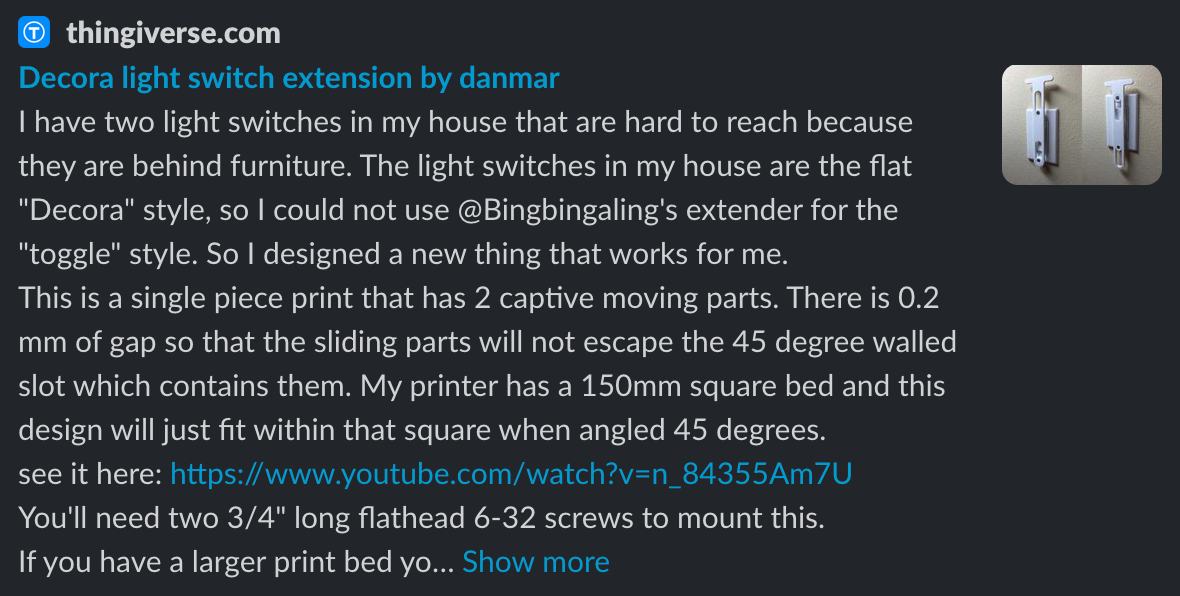 thingiverse.com
Decora light switch extension by danmar
I have two light switches in my house that are hard to reach because
they are behind furniture. The light switches in my house are the flat
"Decora" style, so I could not use @Bingbingaling's extender for the
"toggle" style. So I designed a new thing that works for me.
This is a single piece print that has 2 captive moving parts. There is 0.2
mm of gap so that the sliding parts will not escape the 45 degree walled
slot which contains them. My printer has a 150mm square bed and this
design will just fit within that square when angled 45 degrees.
see it here: https://www.youtube.com/watch?v=n_84355Am7U
You'll need two 3/4" long flathead 6-32 screws to mount this.
If you have a larger print bed yo... Show more